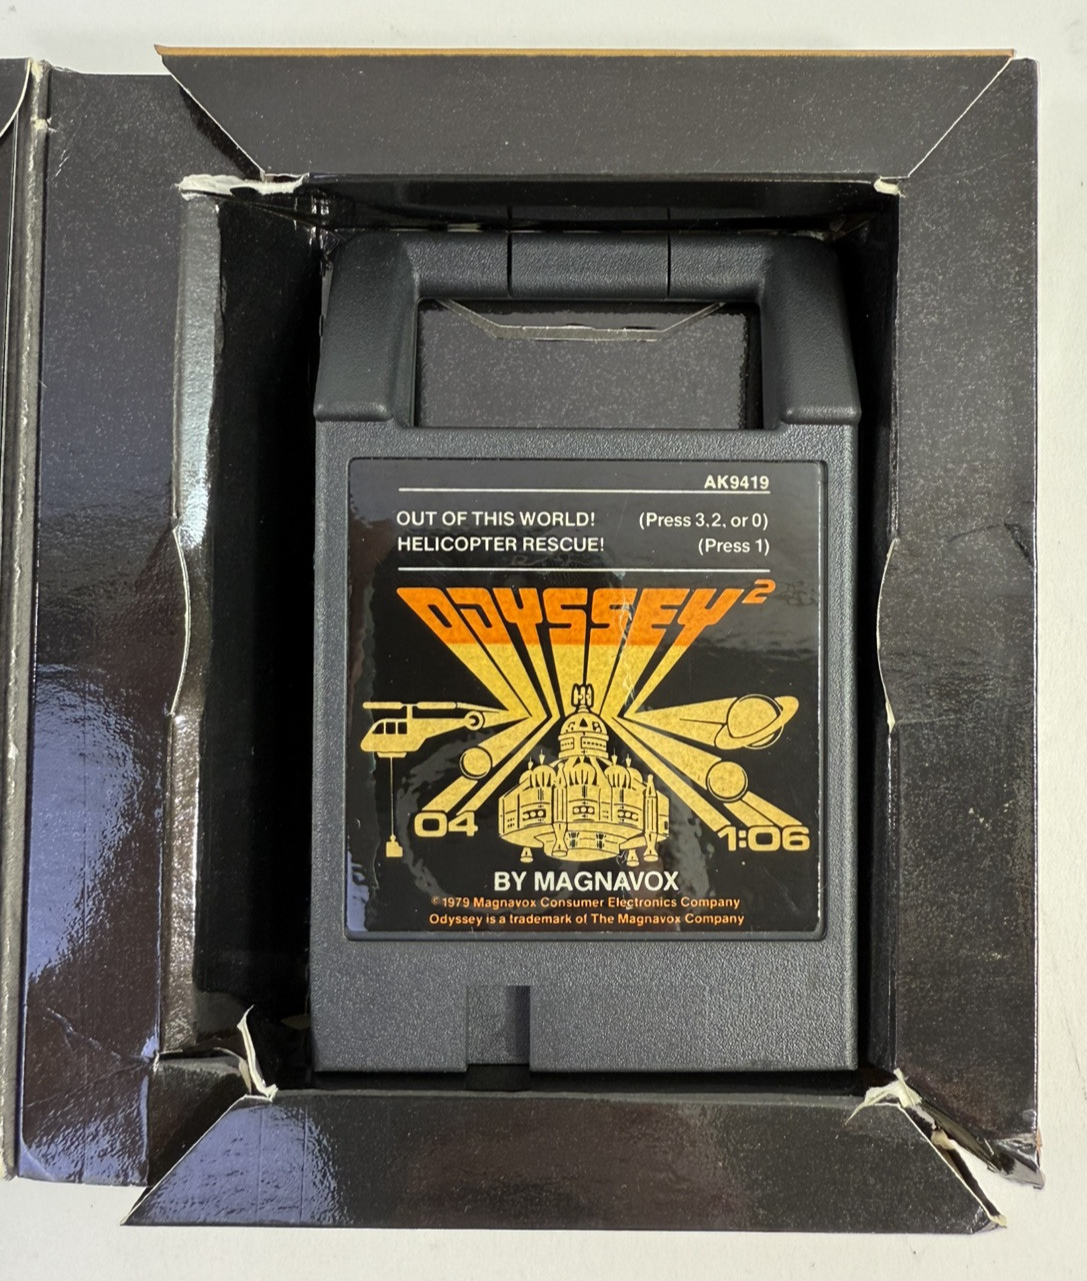 AK9419
OUT OF THIS WORLD! (Press 3, 2, or 0)
HELICOPTER RESCUE! (Press 1)
ODYSSEY²
04 1:06
BY MAGNAVOX
© 1979 Magnavox Consumer Electronics Company
Odyssey is a trademark of The Magnavox Company